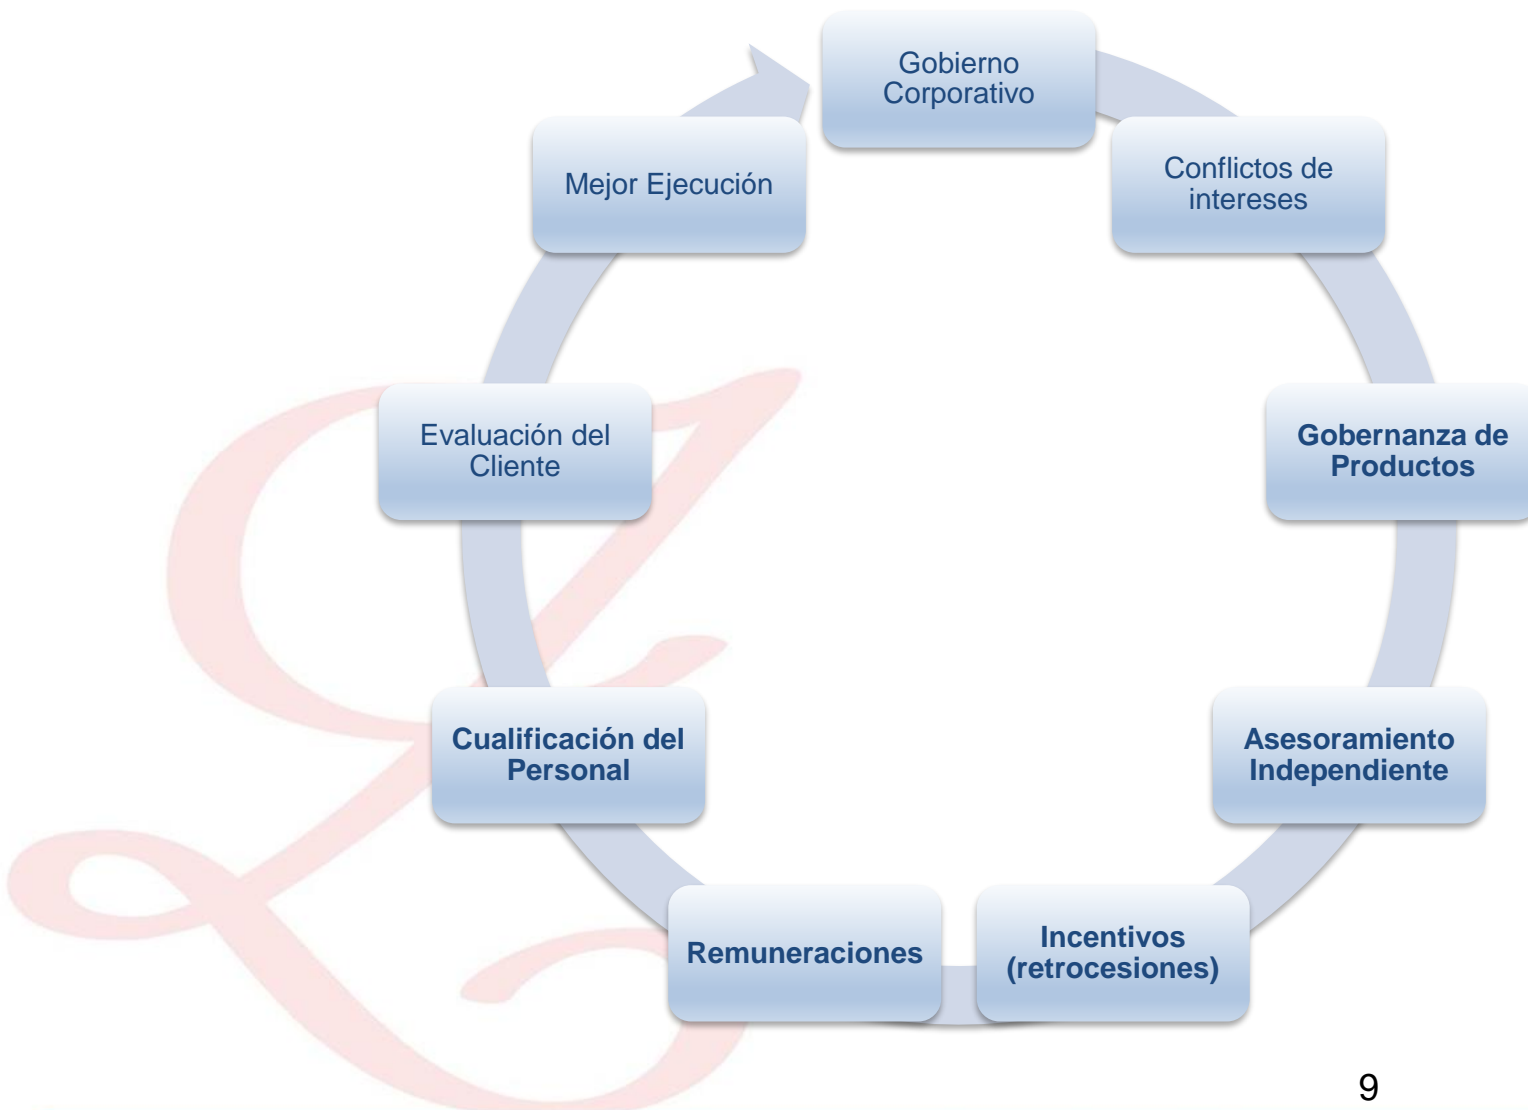 Gobierno
Corporativo
Conflictos de
intereses
Gobernanza de
Productos
Asesoramiento
Independiente
Incentivos
(retrocesiones)
Remuneraciones
Cualificación del
Personal
Evaluación del
Cliente
Mejor Ejecución
9